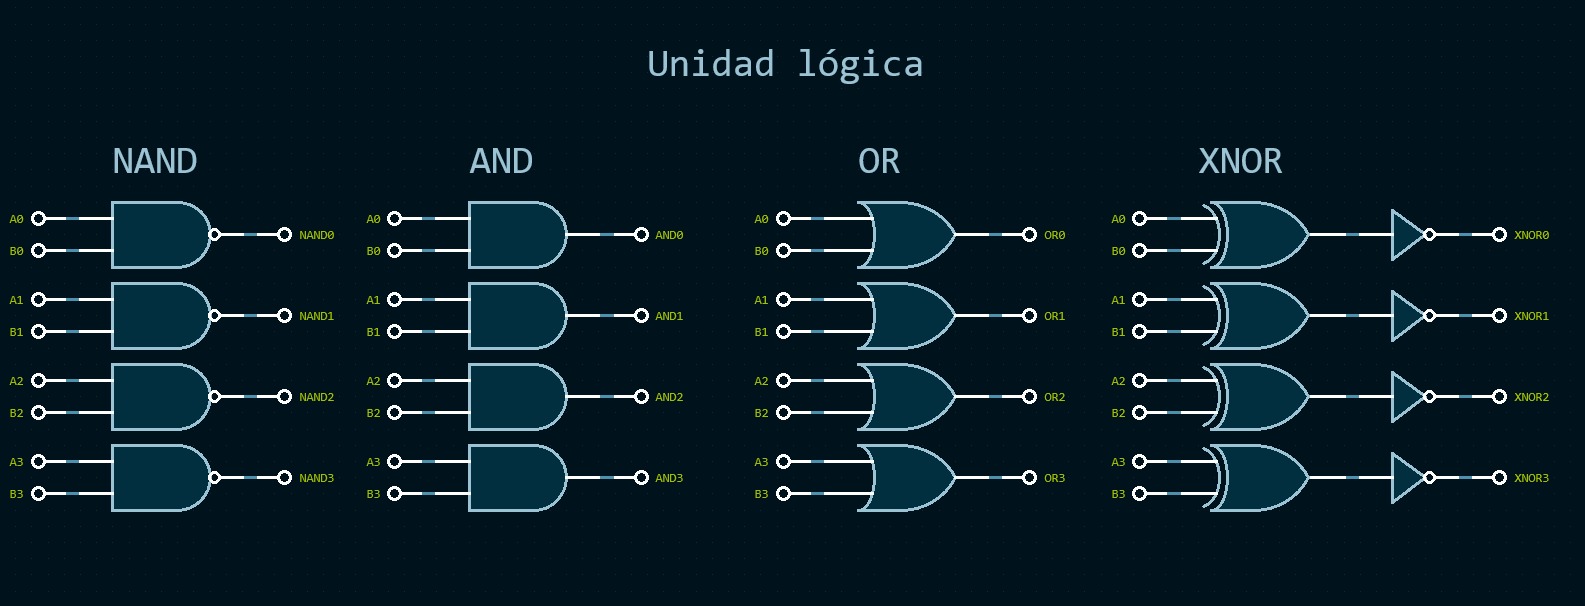 Unidad lógica
NAND AND OR XNOR
A0 NAND0 A0 AND0 A0 OR0 A0 XNOR0
B0 B0 B0 B0
A1 NAND1 A1 AND1 A1 OR1 A1 XNOR1
B1 B1 B1 B1
A2 NAND2 A2 AND2 A2 OR2 A2 XNOR2
B2 B2 B2 B2
A3 NAND3 A3 AND3 A3 OR3 A3 XNOR3
B3 B3 B3 B3